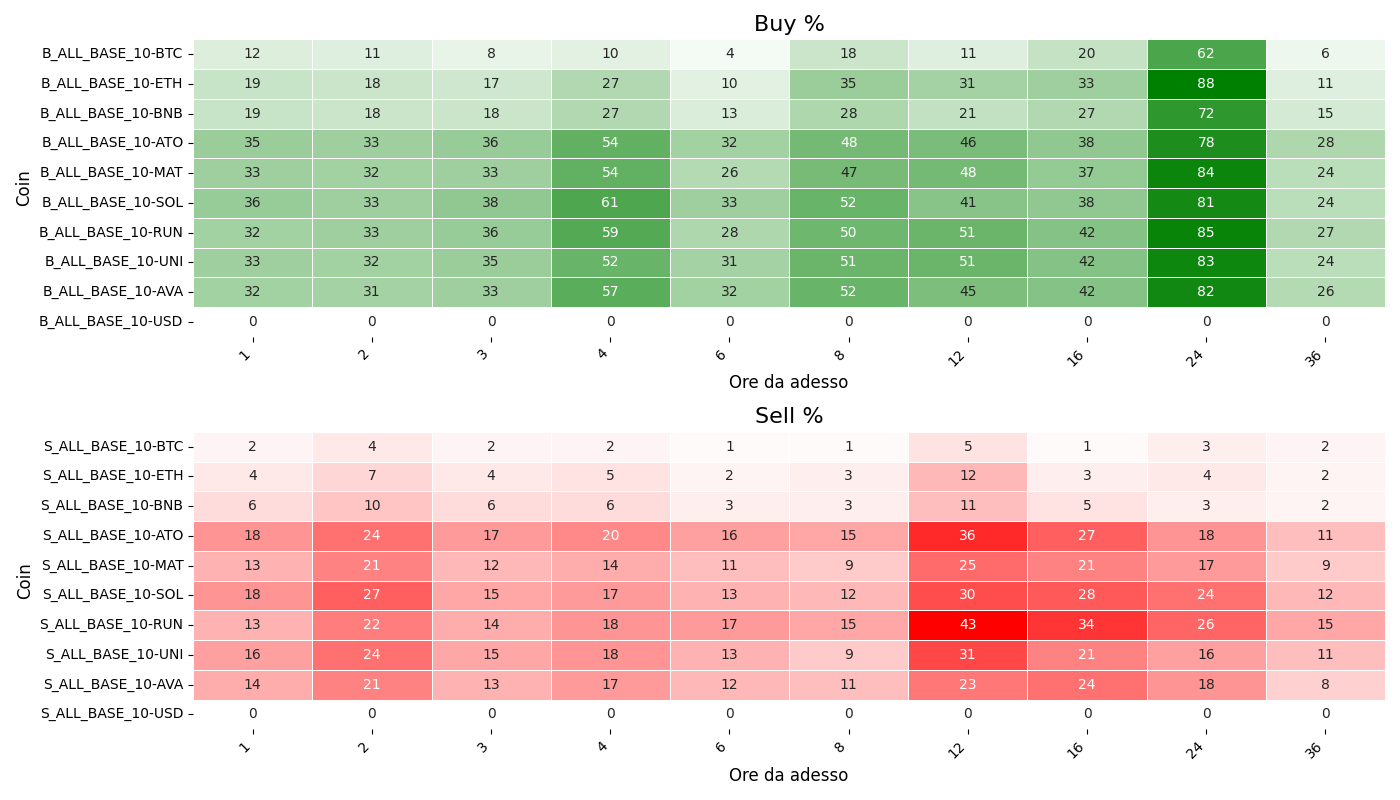 Buy %
Coin
B_ALL_BASE_10-BTC 12 11 8 10 4 18 11 20 62 6
B_ALL_BASE_10-ETH 19 18 17 27 10 35 31 33 88 11
B_ALL_BASE_10-BNB 19 18 18 27 13 28 21 27 72 15
B_ALL_BASE_10-ATO 35 33 36 54 32 48 46 38 78 28
B_ALL_BASE_10-MAT 33 32 33 54 26 47 48 37 84 24
B_ALL_BASE_10-SOL 36 33 38 61 33 52 41 38 81 24
B_ALL_BASE_10-RUN 32 33 36 59 28 50 51 42 85 27
B_ALL_BASE_10-UNI 33 32 35 52 31 51 51 42 83 24
B_ALL_BASE_10-AVA 32 31 33 57 32 52 45 42 82 26
B_ALL_BASE_10-USD 0 0 0 0 0 0 0 0 0 0
1 2 3 4 6 8 12 16 24 36
Ore da adesso
Sell %
Coin
S_ALL_BASE_10-BTC 2 4 2 2 1 1 5 1 3 2
S_ALL_BASE_10-ETH 4 7 4 5 2 3 12 3 4 2
S_ALL_BASE_10-BNB 6 10 6 6 3 3 11 5 3 2
S_ALL_BASE_10-ATO 18 24 17 20 16 15 36 27 18 11
S_ALL_BASE_10-MAT 13 21 12 14 11 9 25 21 17 9
S_ALL_BASE_10-SOL 18 27 15 17 13 12 30 28 24 12
S_ALL_BASE_10-RUN 13 22 14 18 17 15 43 34 26 15
S_ALL_BASE_10-UNI 16 24 15 18 13 9 31 21 16 11
S_ALL_BASE_10-AVA 14 21 13 17 12 11 23 24 18 8
S_ALL_BASE_10-USD 0 0 0 0 0 0 0 0 0 0
1 2 3 4 6 8 12 16 24 36
Ore da adesso